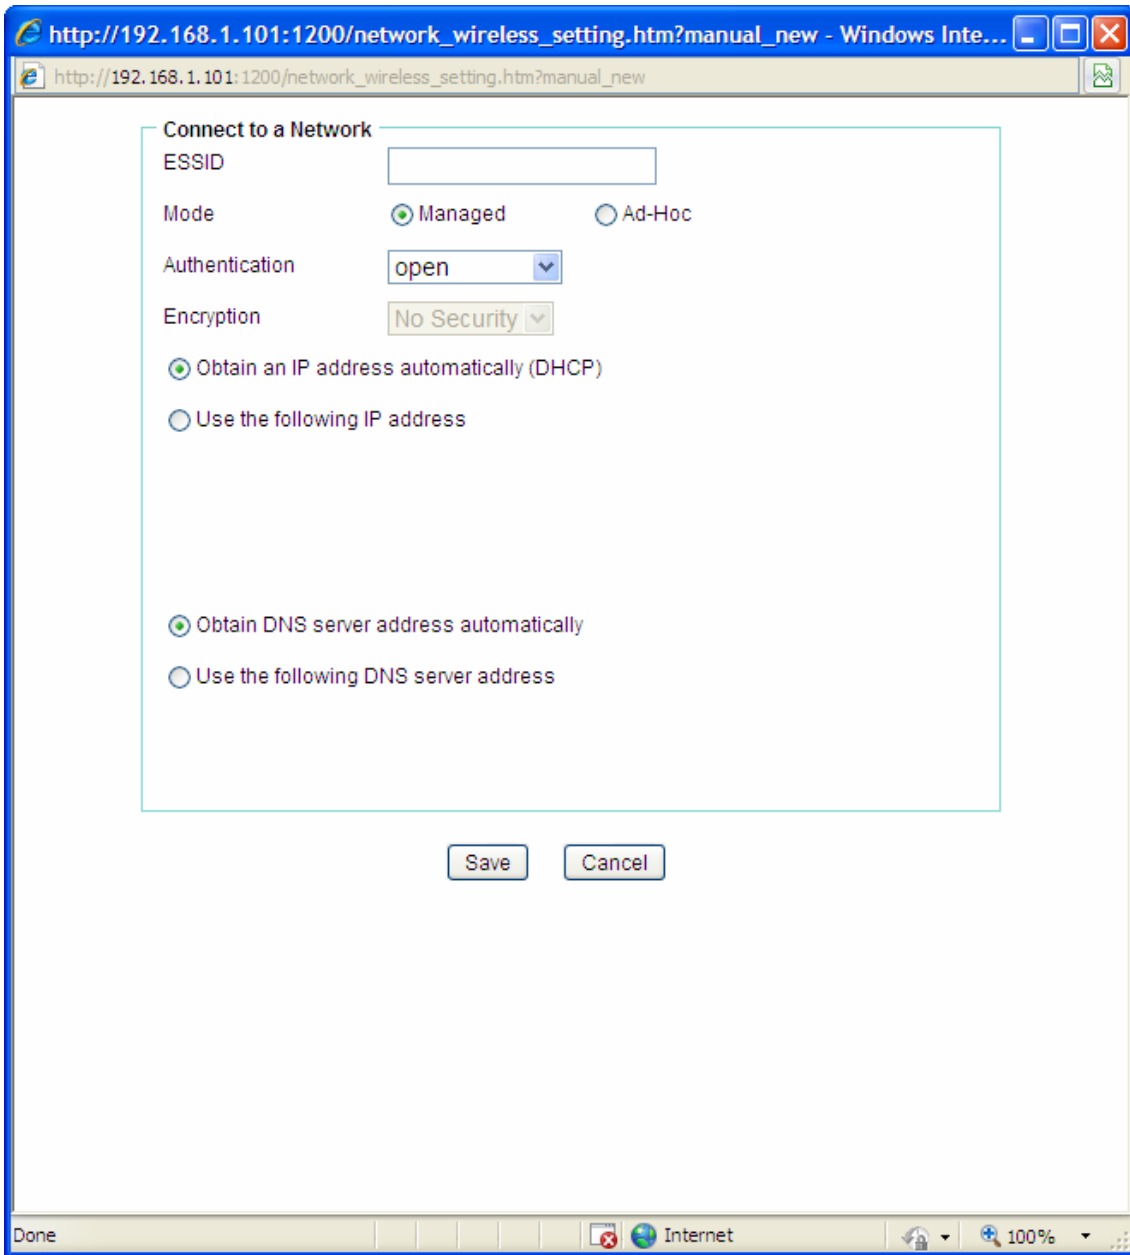 http://192.168.1.101:1200/network_wireless_setting.htm?manual_new - Windows Inte...
http://192.168.1.101:1200/network_wireless_setting.htm?manual_new
Connect to a Network
ESSID
Mode Managed Ad-Hoc
Authentication open
Encryption No Security
Obtain an IP address automatically (DHCP)
Use the following IP address
Obtain DNS server address automatically
Use the following DNS server address
Save Cancel
Done Internet 100%